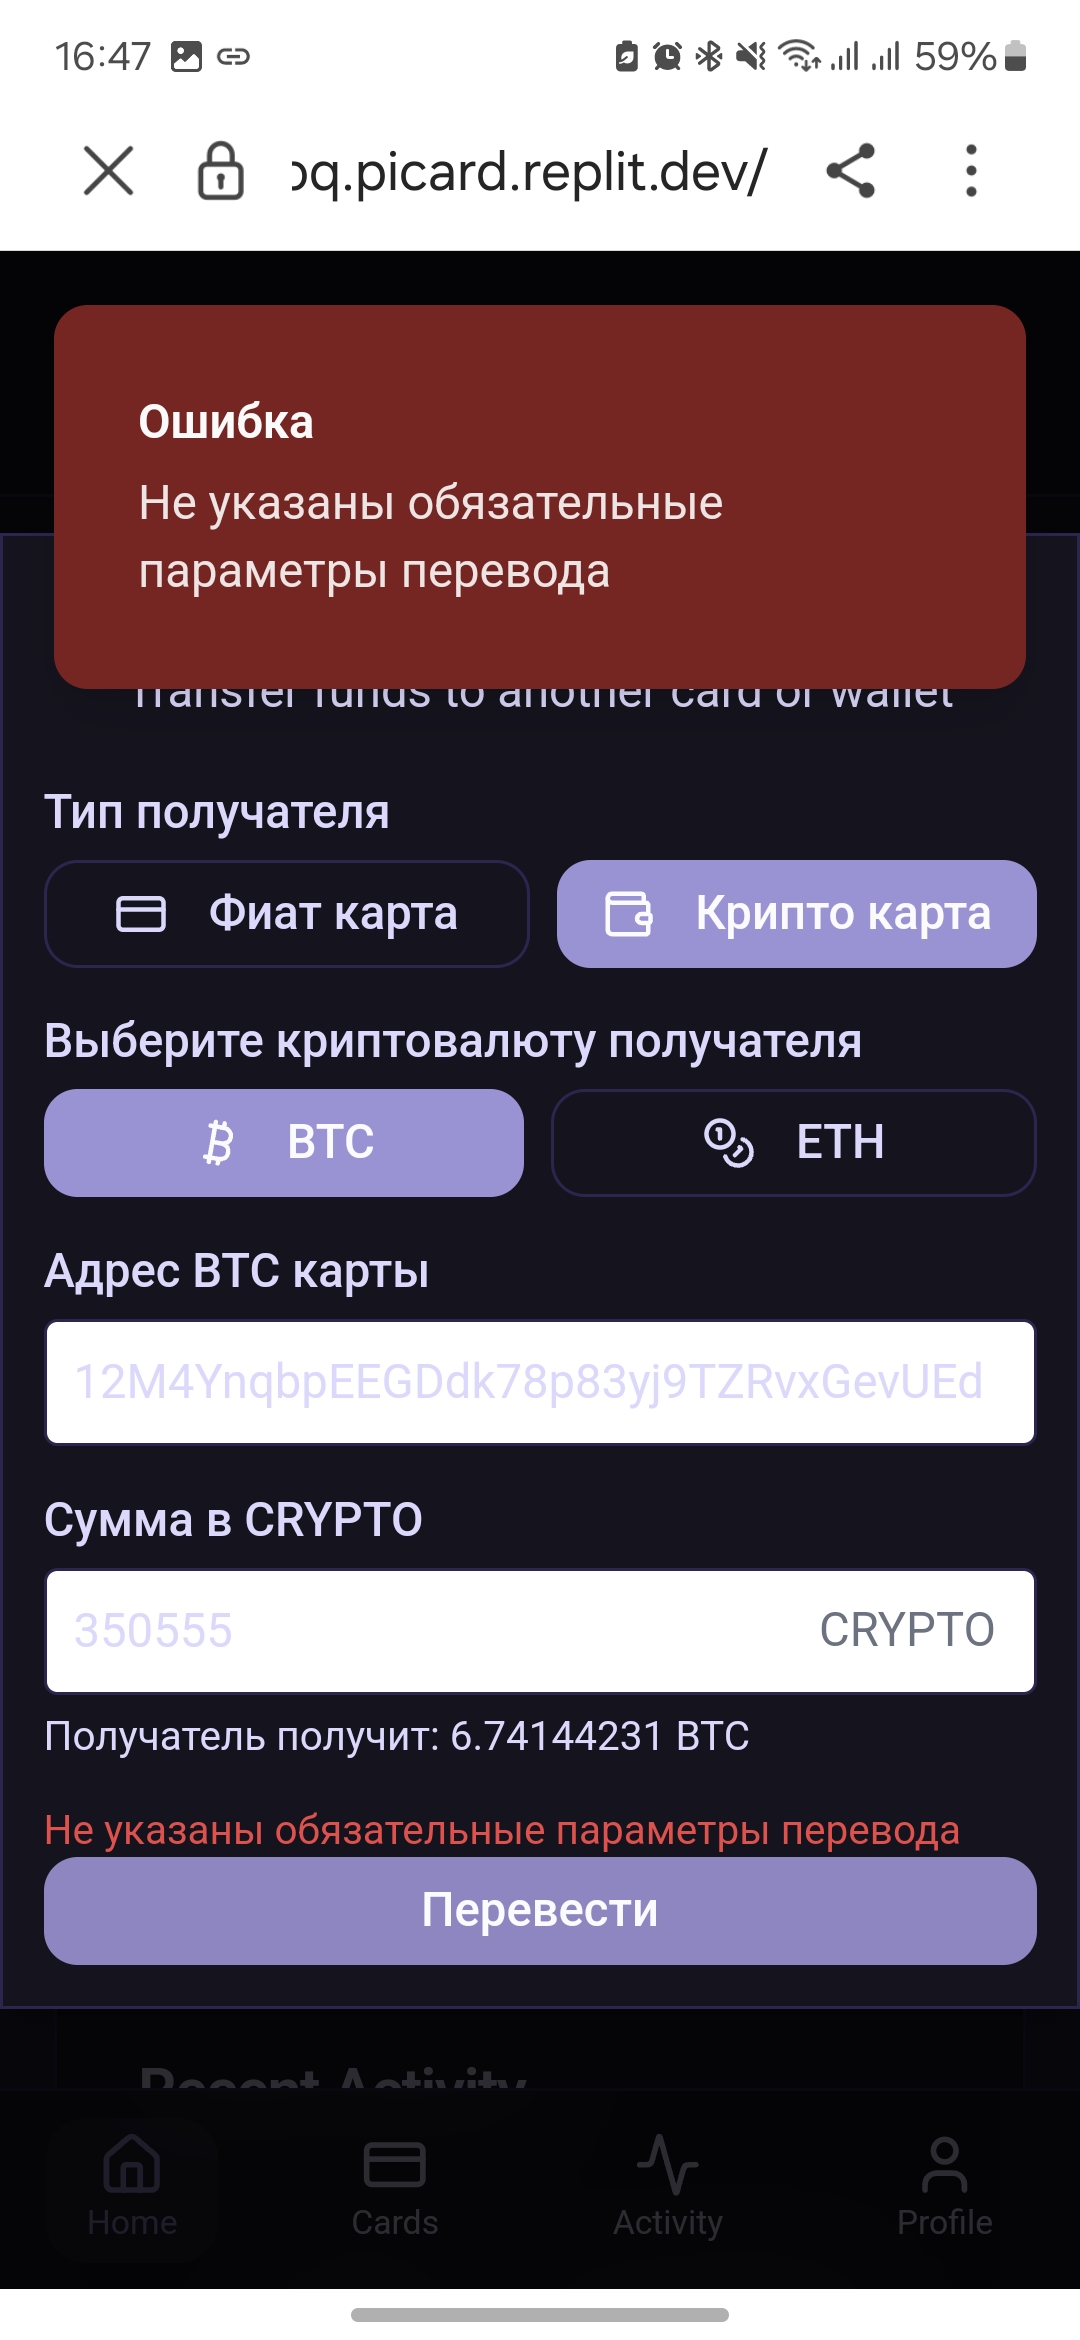 16:47
59%
oq.picard.replit.dev/
Ошибка
Не указаны обязательные
параметры перевода
Transfer funds to another card or wallet
Тип получателя
Фиат карта
Крипто карта
Выберите криптовалюту получателя
BTC
ETH
Адрес BTC карты
12M4YnqbpEEGDdk78p83yj9TZRvxGevUEd
Сумма в CRYPTO
350555
CRYPTO
Получатель получит: 6.74144231 BTC
Не указаны обязательные параметры перевода
Перевести
Recent Activity
Home
Cards
Activity
Profile